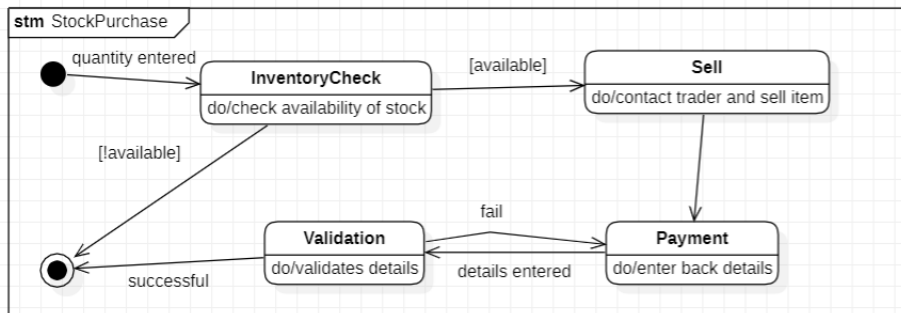 stm StockPurchase
quantity entered
InventoryCheck
do/check availability of stock
[available]
Sell
do/contact trader and sell item
[!available]
fail
Validation
do/validates details
Payment
do/enter back details
details entered
successful